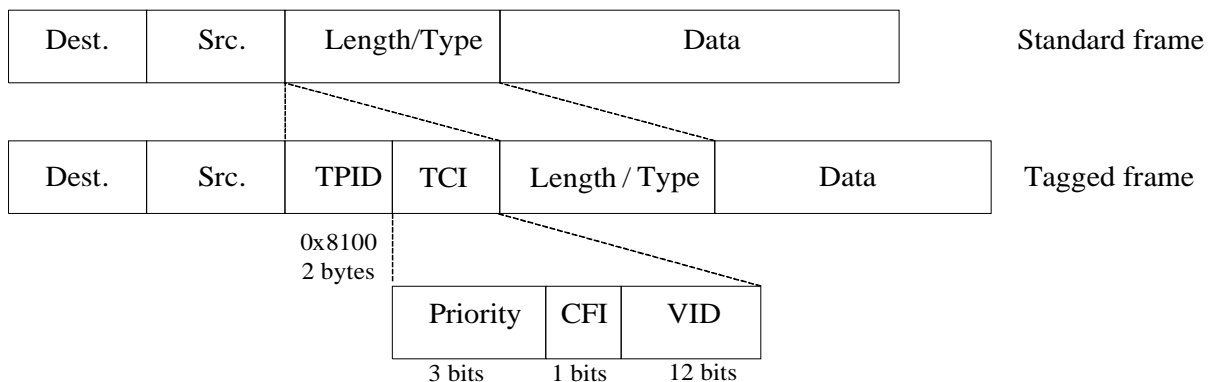 Dest. Src. Length/Type Data Standard frame
Dest. Src. TPID TCI Length / Type Data Tagged frame
0x8100
2 bytes
Priority CFI VID
3 bits 1 bits 12 bits